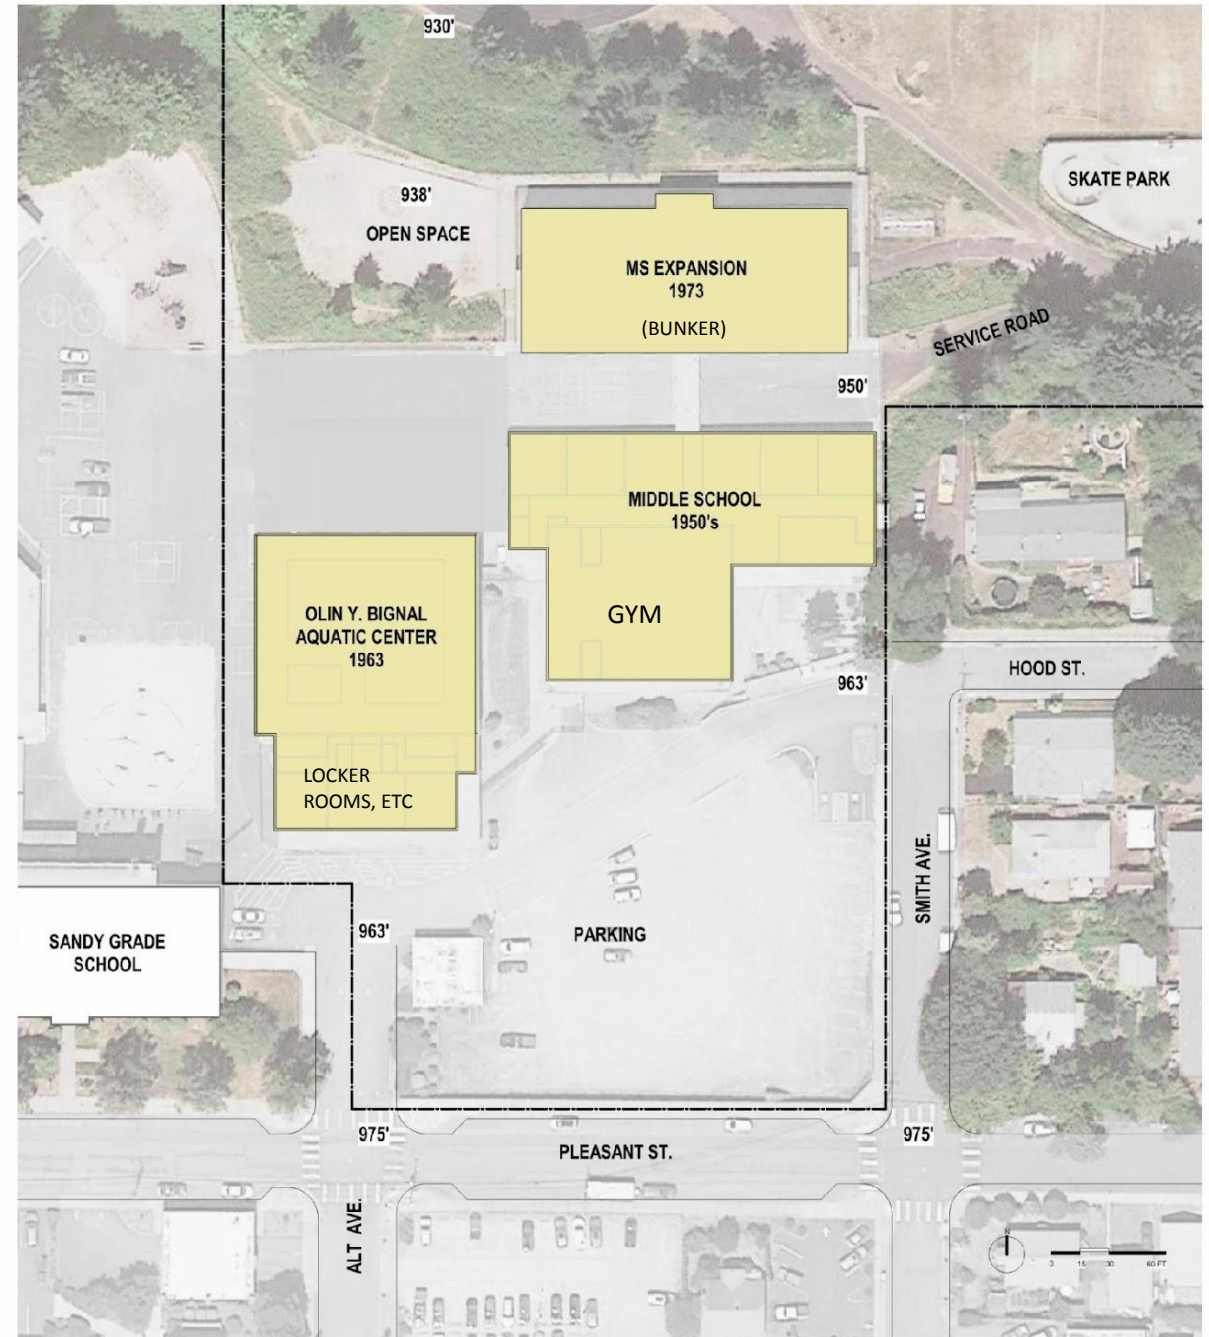 930'
SKATE PARK
938'
OPEN SPACE
MS EXPANSION
1973
(BUNKER)
SERVICE ROAD
950'
MIDDLE SCHOOL
1950's
OLIN Y. BIGNAL
AQUATIC CENTER
1963
GYM
HOOD ST.
963'
LOCKER
ROOMS, ETC
SMITH AVE.
963'
PARKING
SANDY GRADE
SCHOOL
975'
975'
PLEASANT ST.
ALT AVE.
N
0 15 30 60 FT